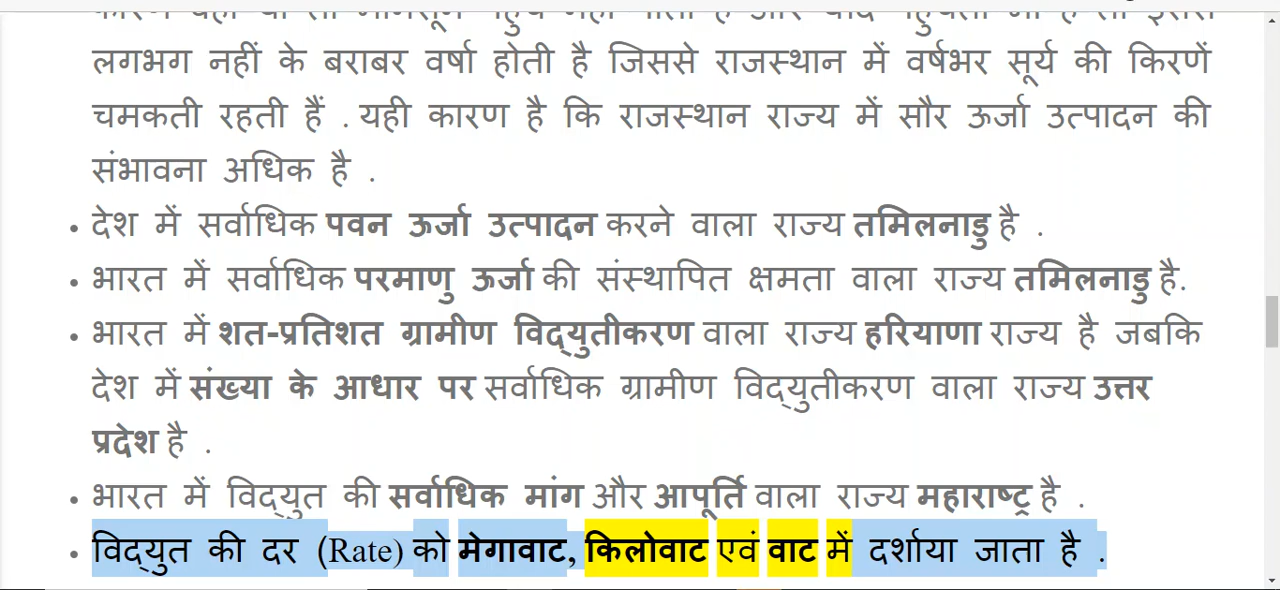 लगभग नहीं के बराबर वर्षा होती है जिससे राजस्थान में वर्षभर सूर्य की किरणें
चमकती रहती हैं . यही कारण है कि राजस्थान राज्य में सौर ऊर्जा उत्पादन की
संभावना अधिक है .
• देश में सर्वाधिक पवन ऊर्जा उत्पादन करने वाला राज्य तमिलनाडु है .
• भारत में सर्वाधिक परमाणु ऊर्जा की संस्थापित क्षमता वाला राज्य तमिलनाडु है.
• भारत में शत-प्रतिशत ग्रामीण विद्युतीकरण वाला राज्य हरियाणा राज्य है जबकि
देश में संख्या के आधार पर सर्वाधिक ग्रामीण विद्युतीकरण वाला राज्य उत्तर
प्रदेश है .
• भारत में विद्युत की सर्वाधिक मांग और आपूर्ति वाला राज्य महाराष्ट्र है .
• विद्युत की दर (Rate) को मेगावाट, किलोवाट एवं वाट में दर्शाया जाता है .